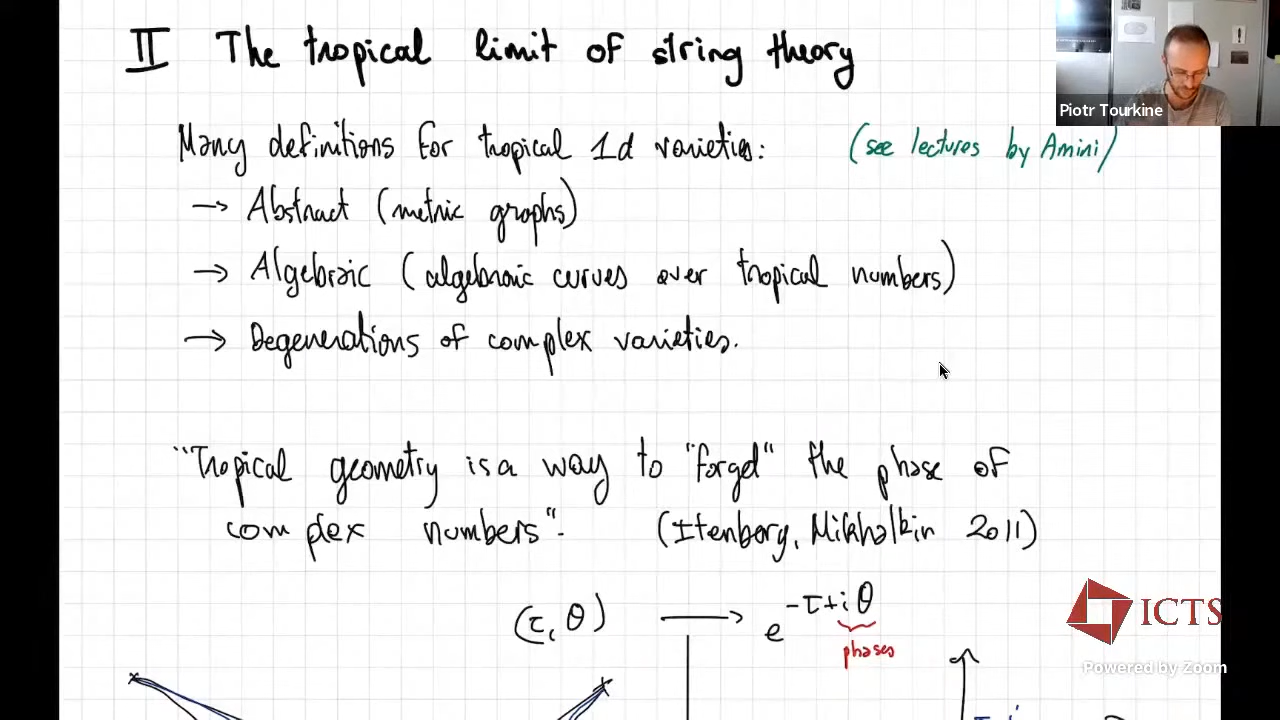 II The tropical limit of string theory
Piotr Tourkine
Many definitions for tropical 1d varieties: (see lectures by Amini)
→ Abstract (metric graphs)
→ Algebraic (algebraic curves over tropical numbers)
→ Degenerations of complex varieties.
"Tropical geometry is a way to "forget" the phase of
complex numbers". (Itenberg, Mikhalkin 2011)
(τ, θ) → e^{-τ+iθ}
phases
ICTS
Powered by Zoom